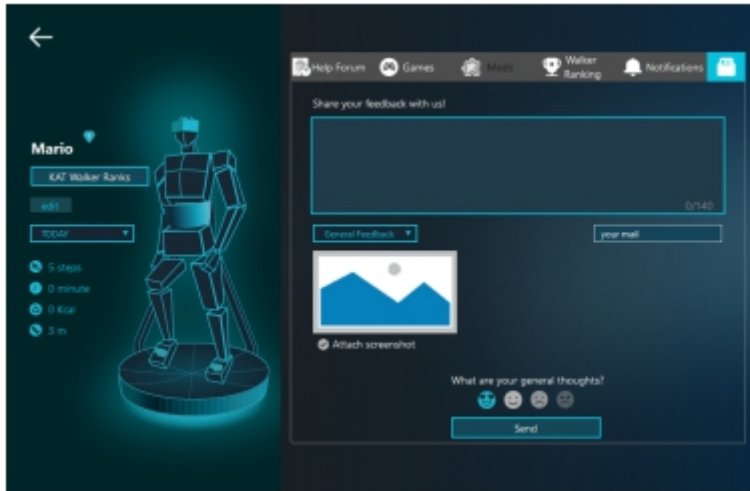 Mario
KAT Walker Ranks
edit
TODAY
5 steps
0 minute
0 Kcal
3 m
Help Forum
Games
Mods
Walker
Ranking
Notifications
Share your feedback with us!
0/140
General Feedback
your mail
Attach screenshot
What are your general thoughts?
Send